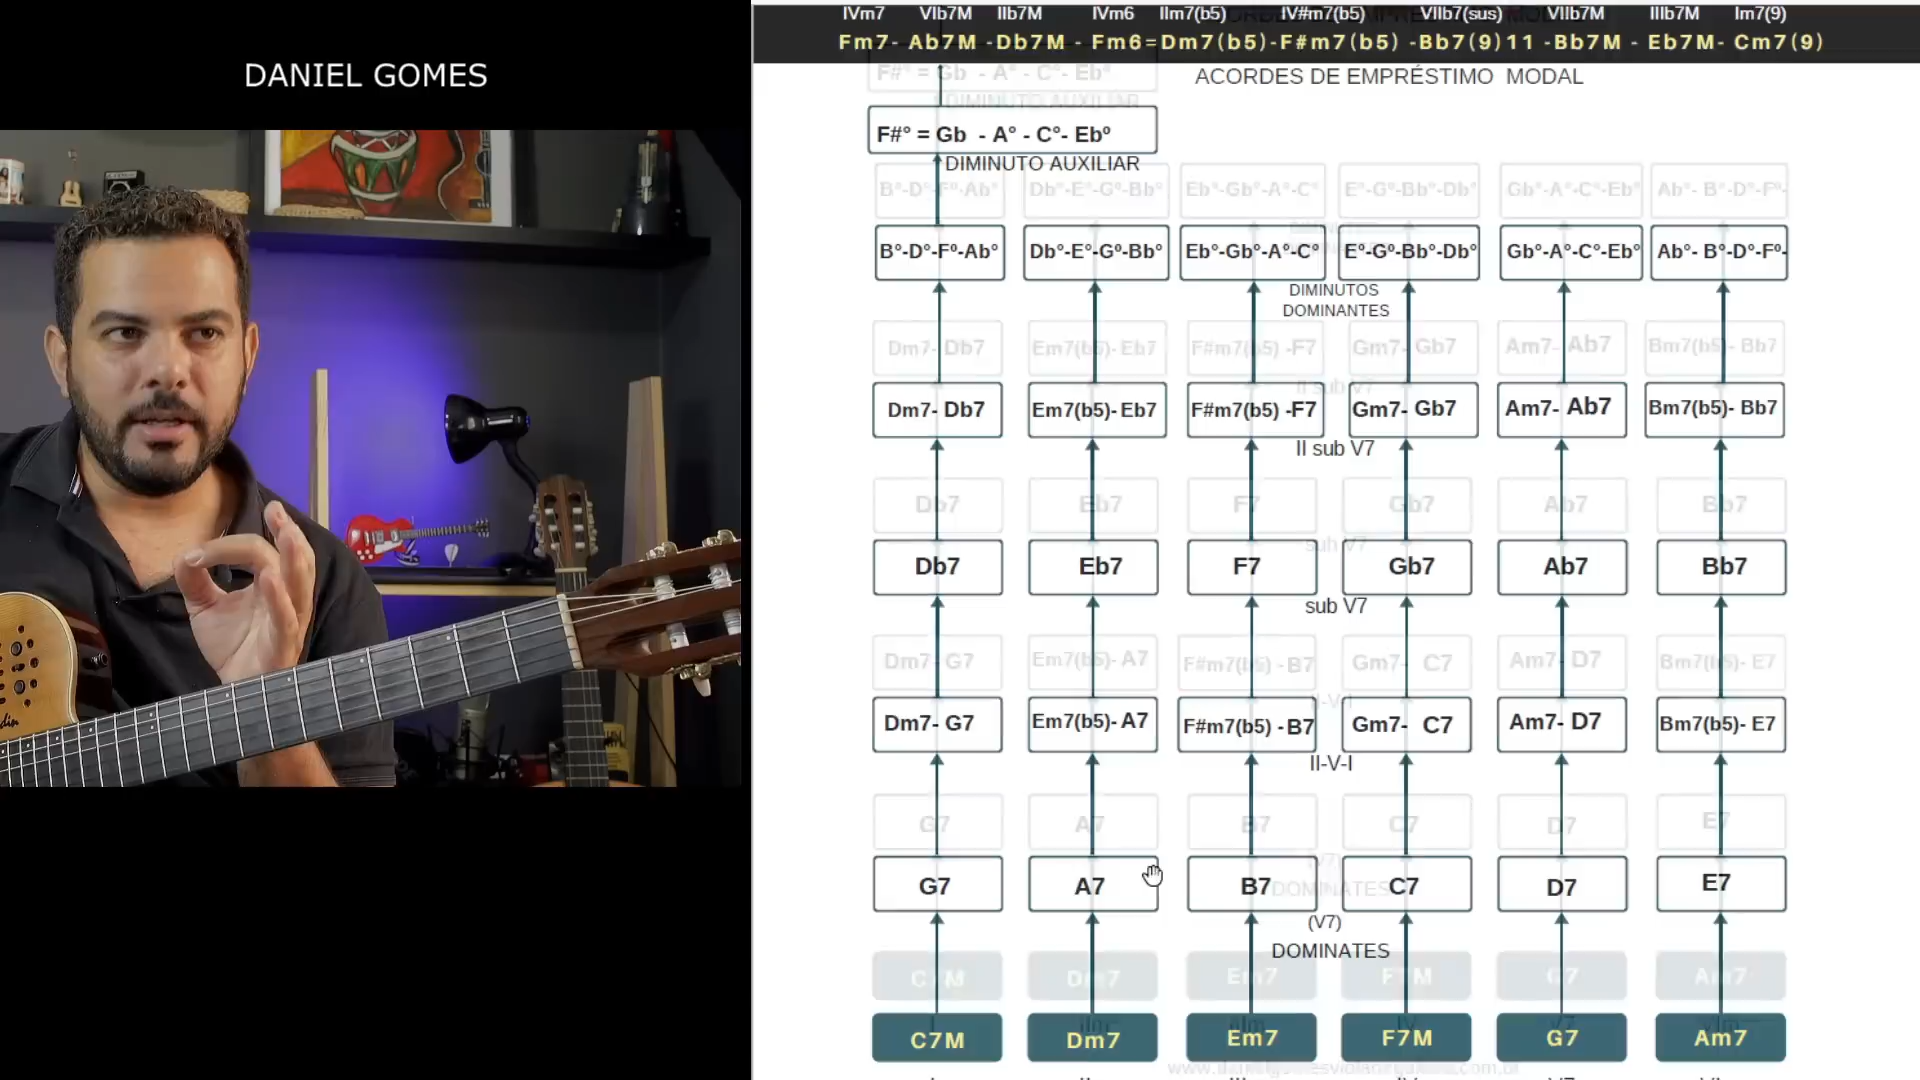 DANIEL GOMES
IVm7 VIb7M IIb7M IVm6 IIm7(b5) IV#m7(b5) VIIb7(sus) VIIb7M IIIb7M Im7(9)
Fm7- Ab7M -Db7M - Fm6=Dm7(b5)-F#m7(b5) -Bb7(9)11 -Bb7M - Eb7M- Cm7(9)
ACORDES DE EMPRÉSTIMO MODAL
F#° = Gb - A° - C°- Ebº
DIMINUTO AUXILIAR
B°-D°-Fº-Ab° Db°-E°-Gº-Bb° Eb°-Gb°-A°-C° E°-Gº-Bb°-Db° Gb°-A°-C°-Eb° Ab°- B°-D°-Fº-
DIMINUTOS
DOMINANTES
Dm7- Db7 Em7(b5)- Eb7 F#m7(b5) -F7 Gm7- Gb7 Am7- Ab7 Bm7(b5)- Bb7
II sub V7
Db7 Eb7 F7 Gb7 Ab7 Bb7
sub V7
Dm7- G7 Em7(b5)- A7 F#m7(b5) -B7 Gm7- C7 Am7- D7 Bm7(b5)- E7
II-V-I
G7 A7 B7 C7 D7 E7
(V7)
DOMINATES
C7M Dm7 Em7 F7M G7 Am7